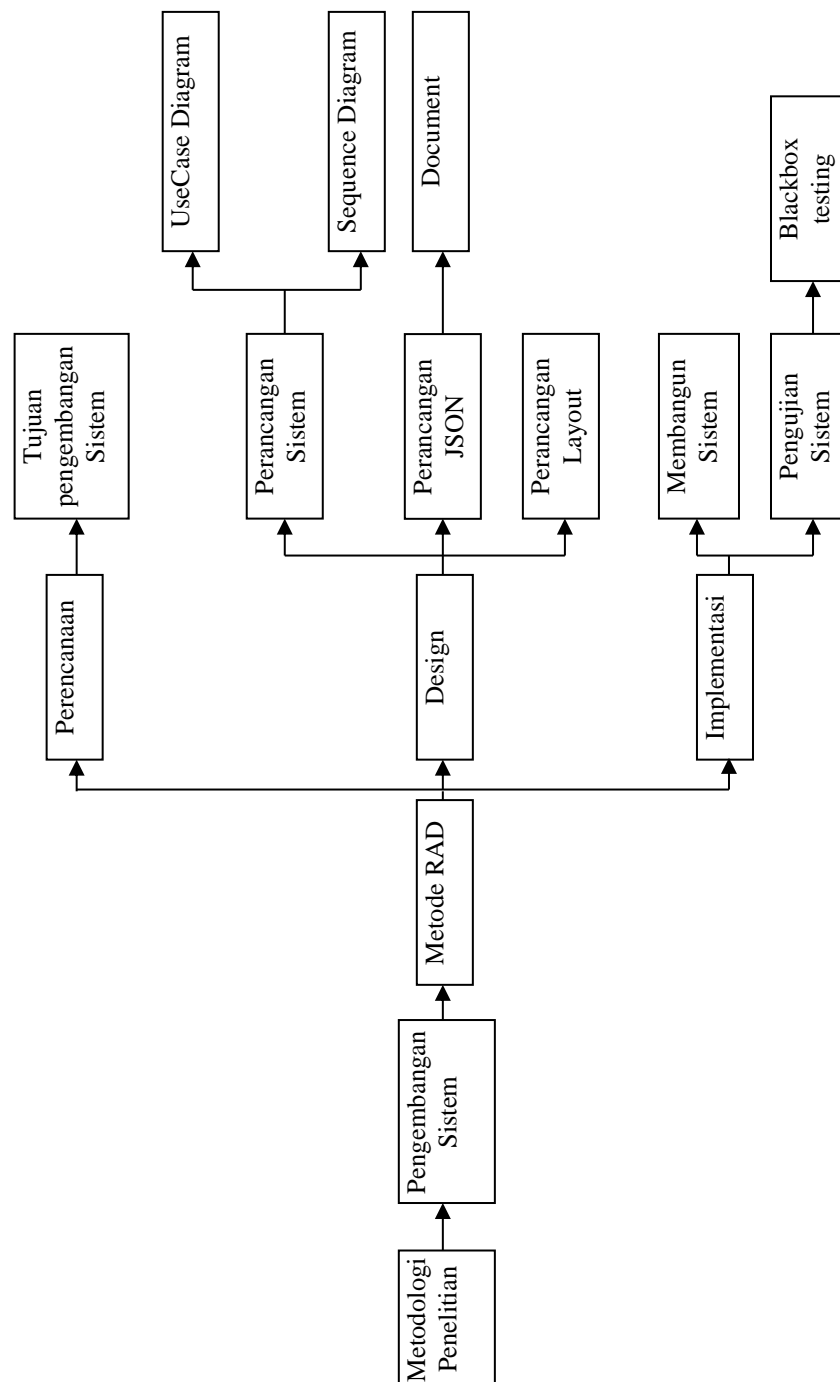 Metodologi
Penelitian
Pengembangan
Sistem
Metode RAD
Perencanaan
Tujuan
pengembangan
Sistem
Design
Perancangan
Sistem
UseCase Diagram
Sequence Diagram
Perancangan
JSON
Document
Perancangan
Layout
Implementasi
Membangun
Sistem
Pengujian
Sistem
Blackbox
testing